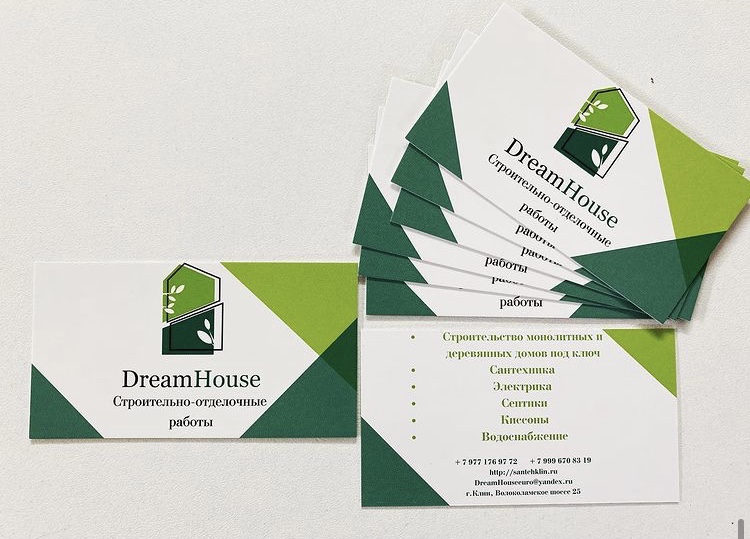 DreamHouse
Строительно-отделочные
работы
DreamHouse
Строительно-отделочные
работы
работы
работы
работы
работы
работы
• Строительство монолитных и
деревянных домов под ключ
• Сантехника
• Электрика
• Септики
• Киссоны
• Водоснабжение
+ 7 977 176 97 72 + 7 999 670 83 19
http://santehklin.ru
DreamHouseeuro@yandex.ru
г.Клин, Волоколамское шоссе 25